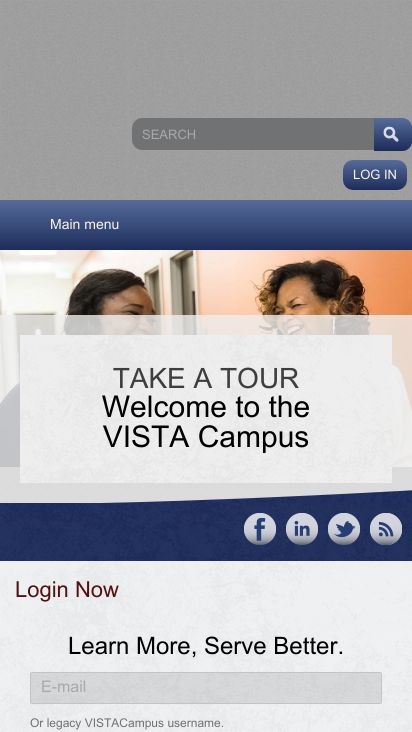 SEARCH
LOG IN
Main menu
TAKE A TOUR
Welcome to the
VISTA Campus
Login Now
Learn More, Serve Better.
E-mail
Or legacy VISTACampus username.